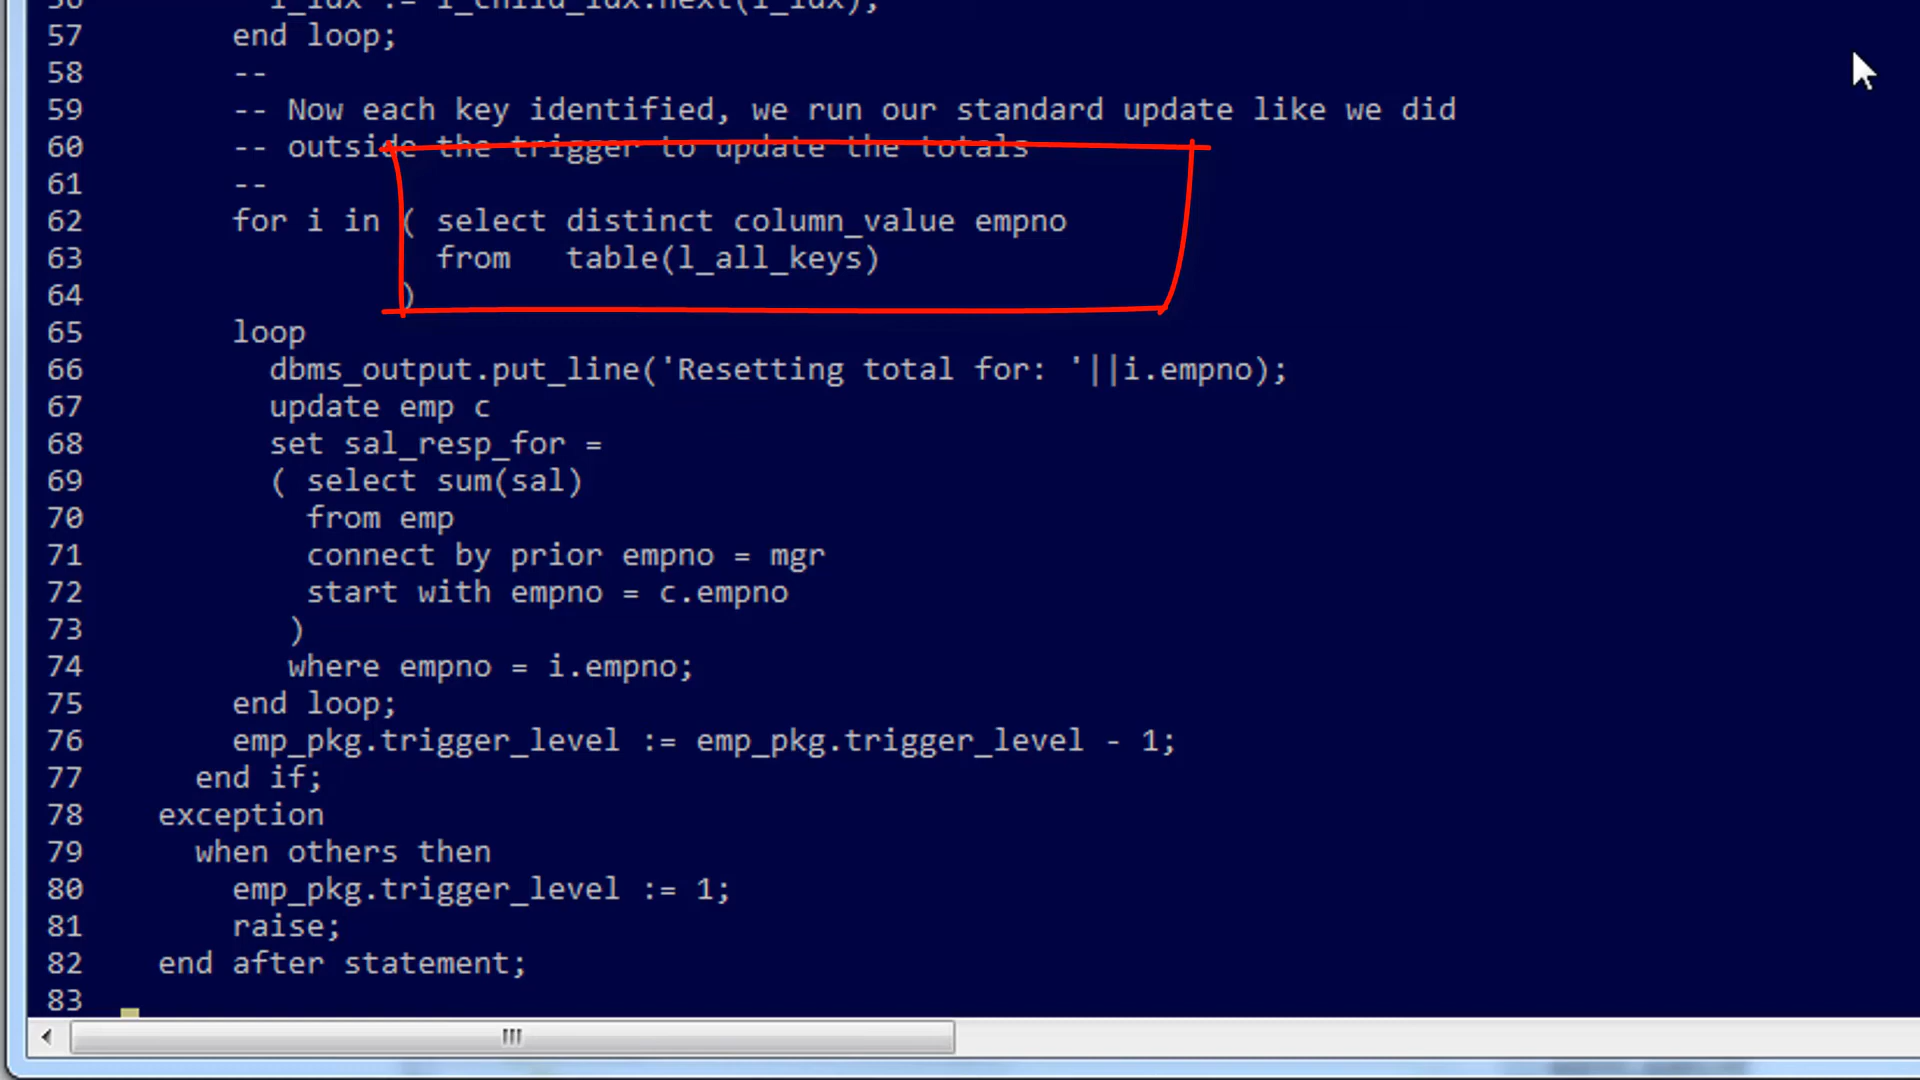 57 end loop;
58 --
59 -- Now each key identified, we run our standard update like we did
60 -- outside the trigger to update the totals
61 --
62 for i in ( select distinct column_value empno
63 from table(l_all_keys)
64 )
65 loop
66 dbms_output.put_line('Resetting total for: '||i.empno);
67 update emp c
68 set sal_resp_for =
69 ( select sum(sal)
70 from emp
71 connect by prior empno = mgr
72 start with empno = c.empno
73 )
74 where empno = i.empno;
75 end loop;
76 emp_pkg.trigger_level := emp_pkg.trigger_level - 1;
77 end if;
78 exception
79 when others then
80 emp_pkg.trigger_level := 1;
81 raise;
82 end after statement;
83